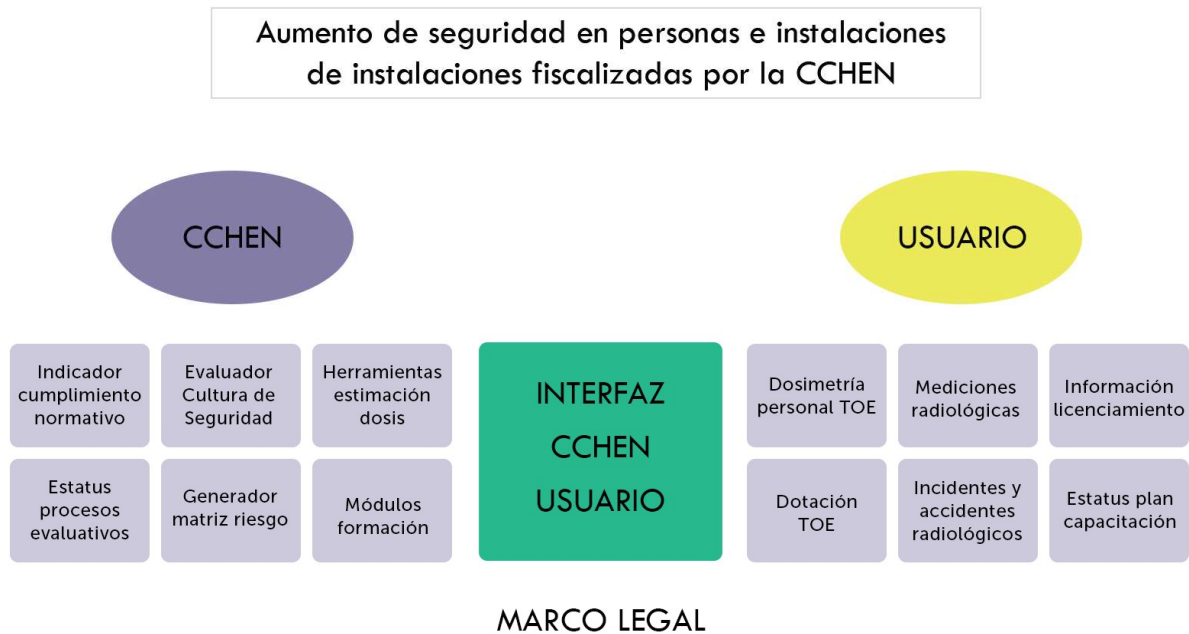 Aumento de seguridad en personas e instalaciones
de instalaciones fiscalizadas por la CCHEN
CCHEN
USUARIO
Indicador
cumplimiento
normativo
Evaluador
Cultura de
Seguridad
Herramientas
estimación
dosis
Estatus
procesos
evaluativos
Generador
matriz riesgo
Módulos
formación
INTERFAZ
CCHEN
USUARIO
Dosimetría
personal TOE
Mediciones
radiológicas
Información
licenciamiento
Dotación
TOE
Incidentes y
accidentes
radiológicos
Estatus plan
capacitación
MARCO LEGAL